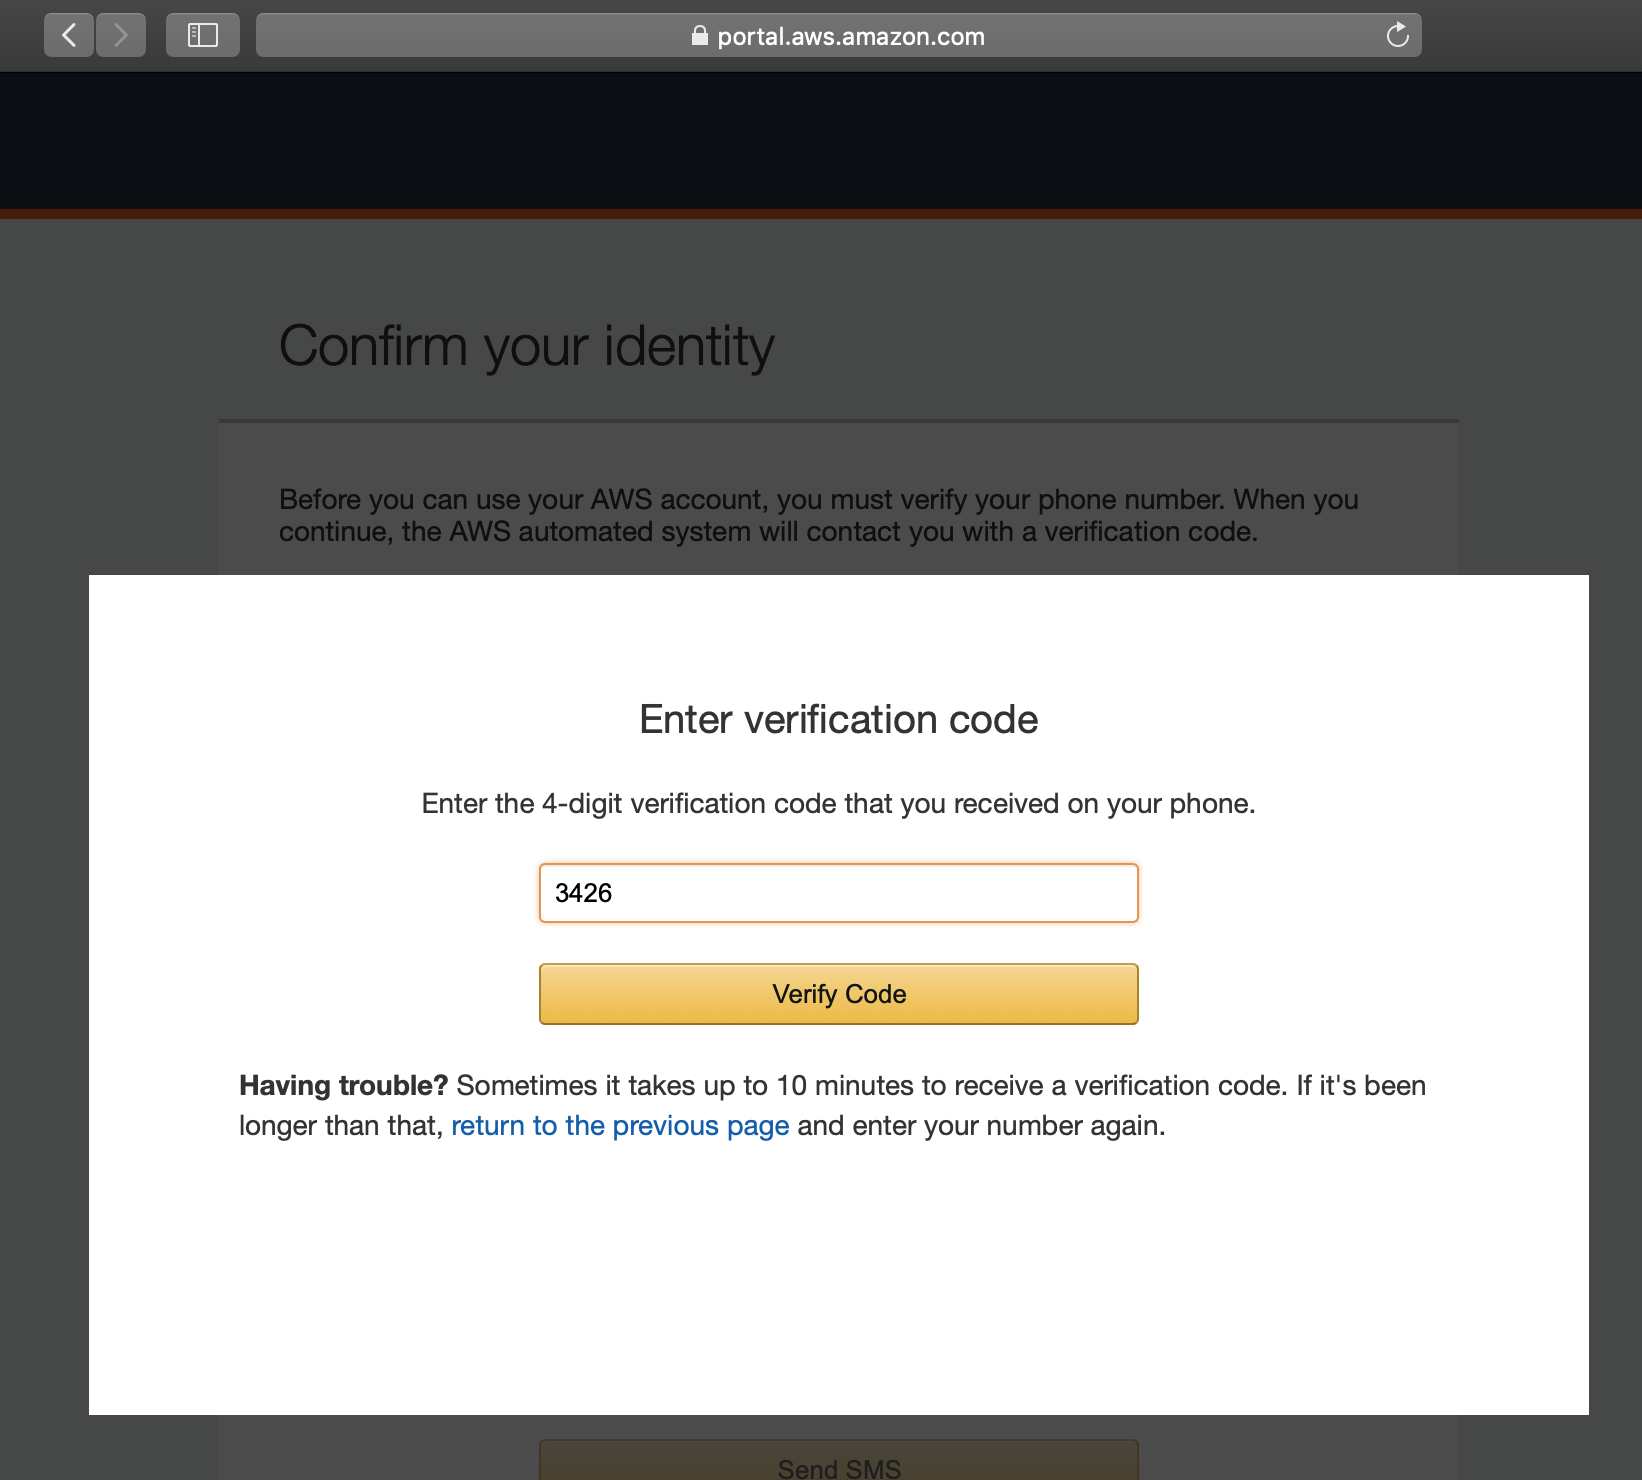 portal.aws.amazon.com
Confirm your identity
Before you can use your AWS account, you must verify your phone number. When you
continue, the AWS automated system will contact you with a verification code.
Enter verification code
Enter the 4-digit verification code that you received on your phone.
3426
Verify Code
Having trouble? Sometimes it takes up to 10 minutes to receive a verification code. If it's been
longer than that, return to the previous page and enter your number again.
Send SMS